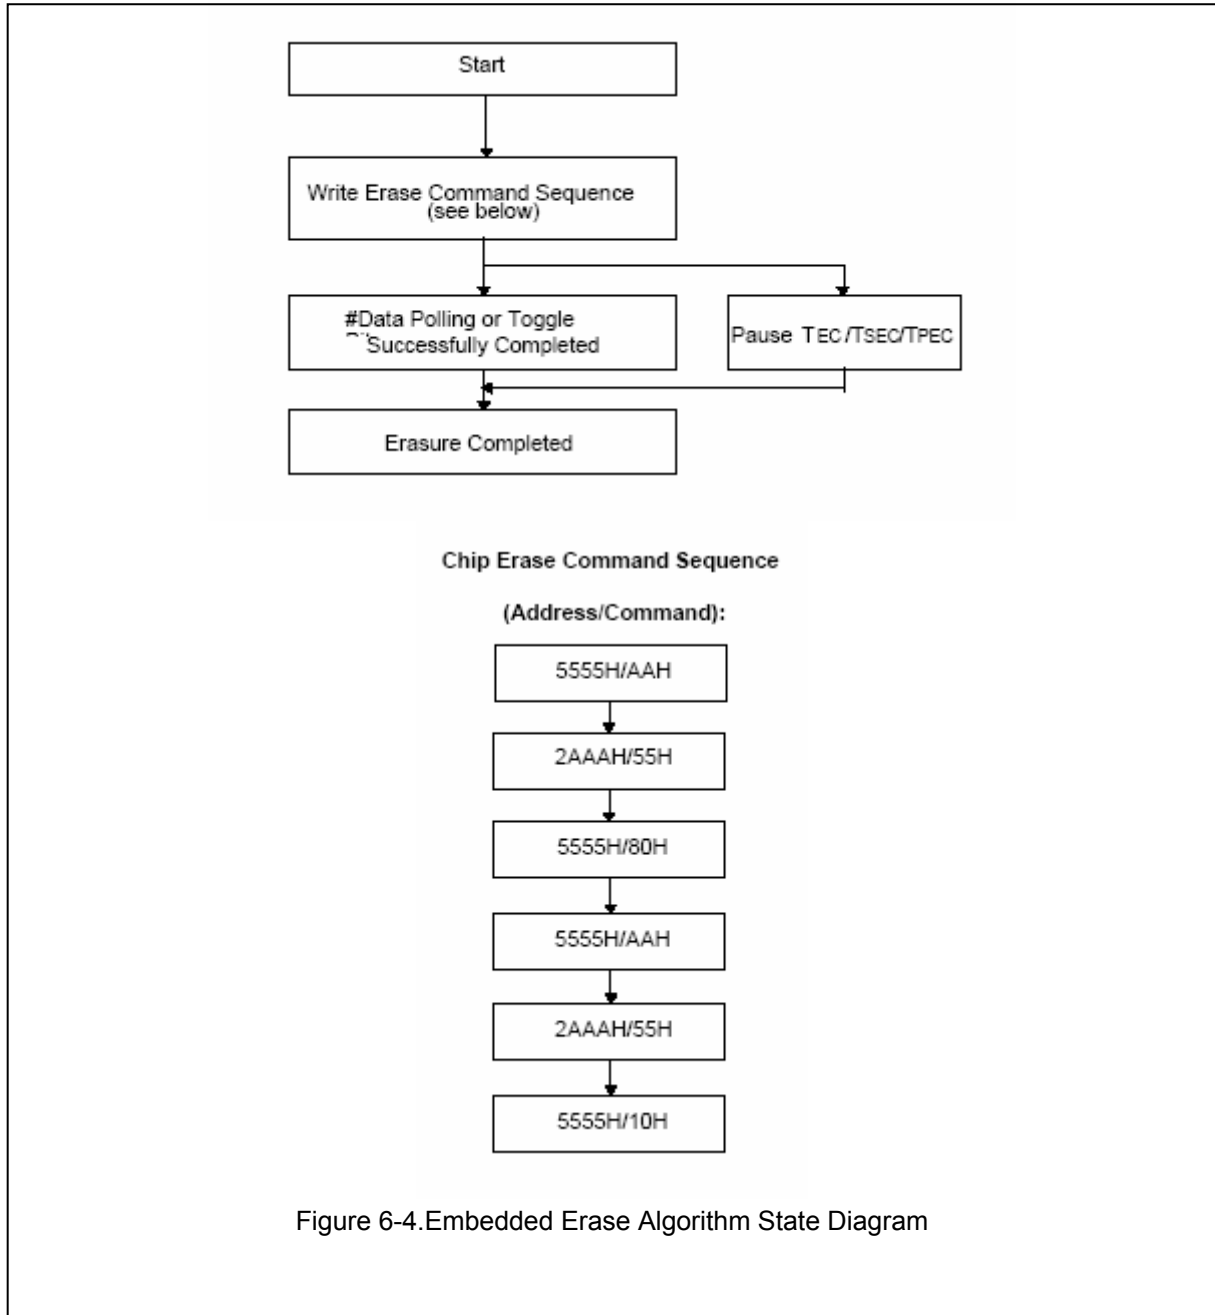 Start
Write Erase Command Sequence
(see below)
#Data Polling or Toggle
Successfully Completed
Pause TEC/TSEC/TPEC
Erasure Completed
Chip Erase Command Sequence
(Address/Command):
5555H/AAH
2AAAH/55H
5555H/80H
5555H/AAH
2AAAH/55H
5555H/10H
Figure 6-4.Embedded Erase Algorithm State Diagram